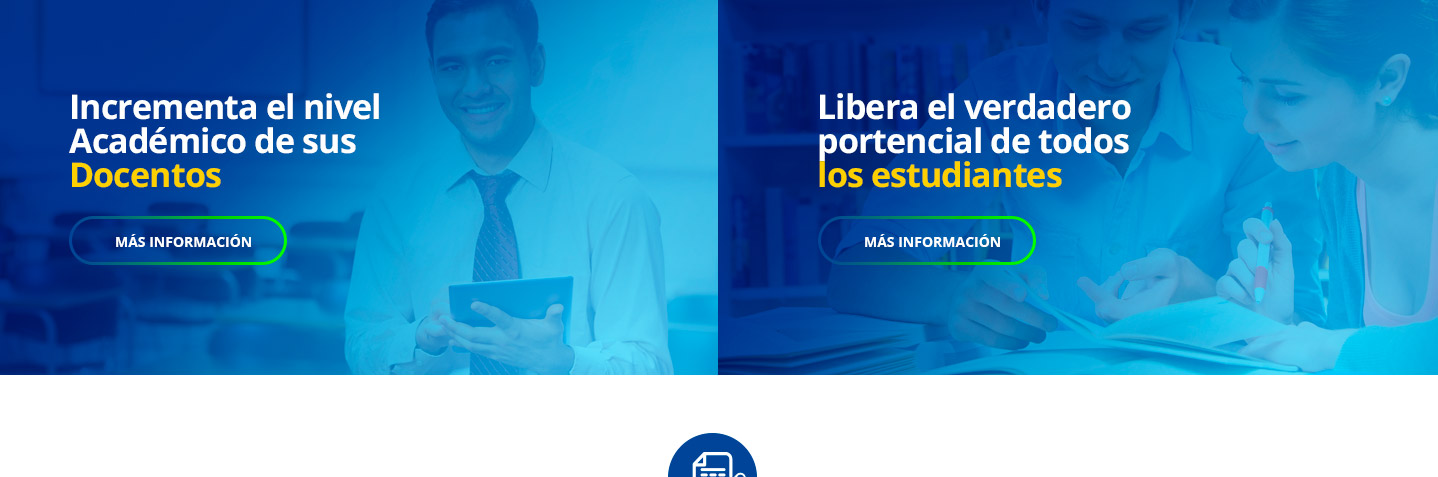 Incrementa el nivel
Académico de sus
Docentos
MÁS INFORMACIÓN
Libera el verdadero
portencial de todos
los estudiantes
MÁS INFORMACIÓN